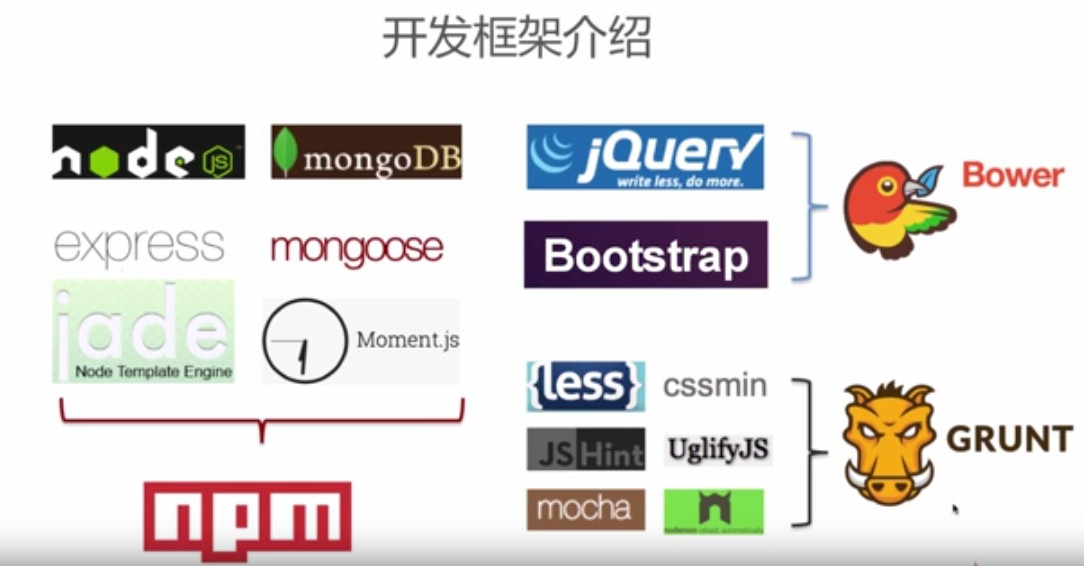 开发框架介绍
node JS
mongoDB
express
mongoose
jade
Node Template Engine
Moment.js
npm
jQuery
write less, do more.
Bootstrap
Bower
{less}
cssmin
JSHint
UglifyJS
mocha
GRUNT